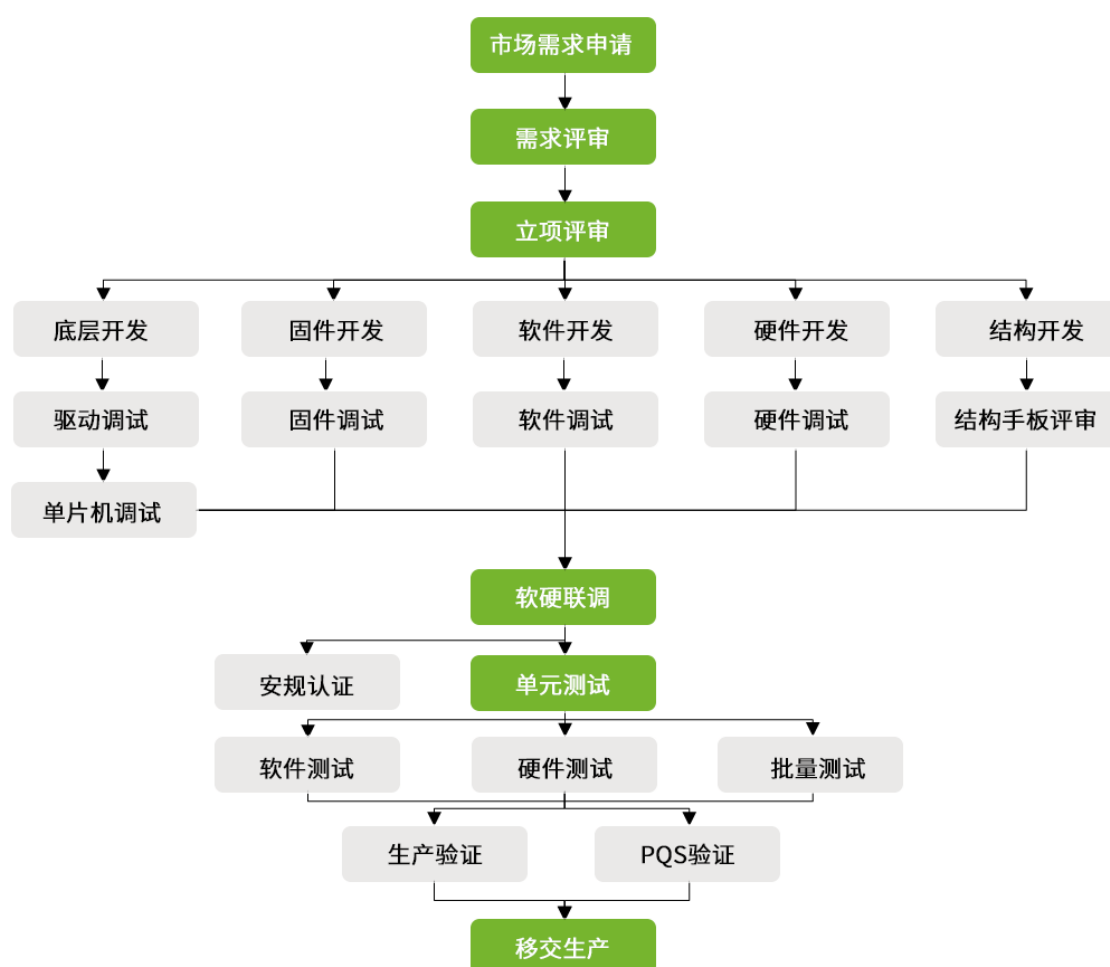 市场需求申请
需求评审
立项评审
底层开发
固件开发
软件开发
硬件开发
结构开发
驱动调试
固件调试
软件调试
硬件调试
结构手板评审
单片机调试
软硬联调
安规认证
单元测试
软件测试
硬件测试
批量测试
生产验证
PQS验证
移交生产